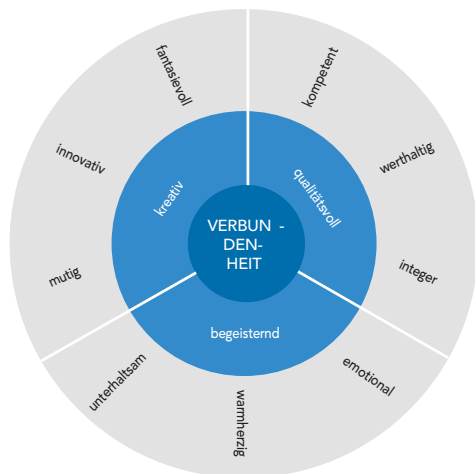 fantasievoll
kompetent
innovativ
werthaltig
kreativ
qualitätsvoll
VERBUN -
DEN-
HEIT
mutig
integer
begeisternd
unterhaltsam
warmherzig
emotional